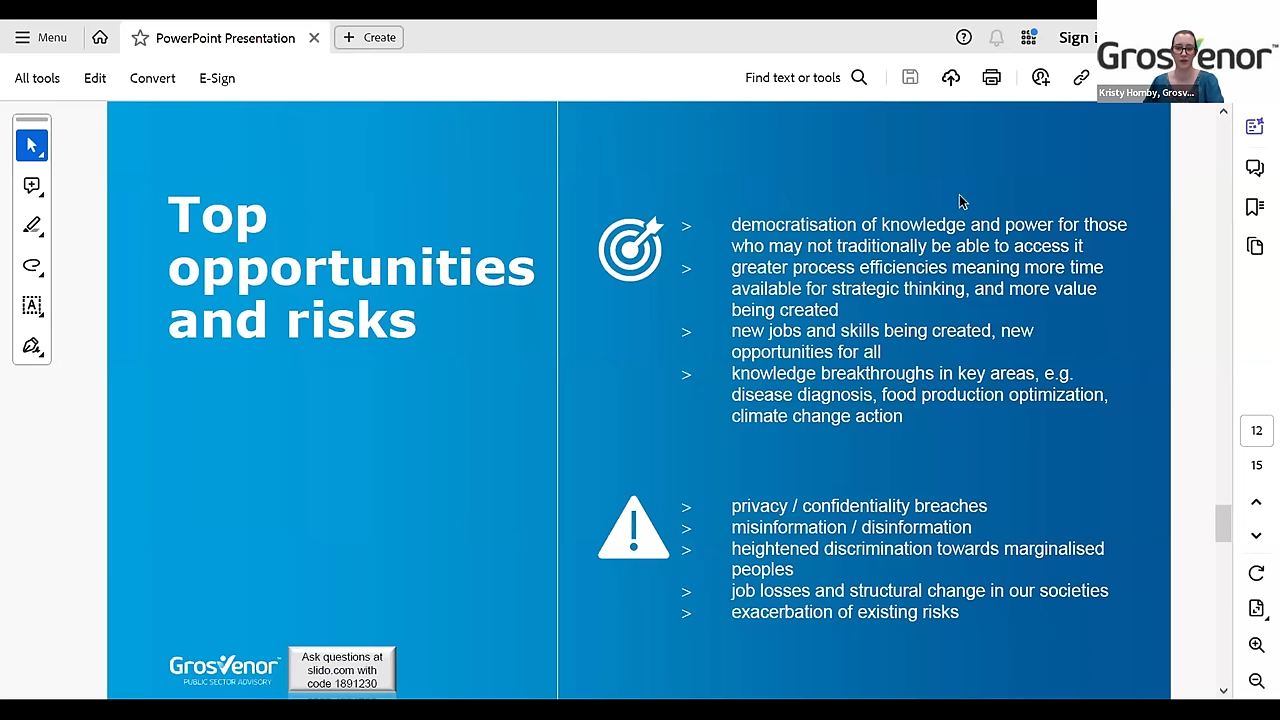 Menu
PowerPoint Presentation
Create
Sign i
All tools
Edit
Convert
E-Sign
Find text or tools
GrosVenor™
Kristy Hornby, Grosv...
Top
opportunities
and risks
> democratisation of knowledge and power for those
who may not traditionally be able to access it
> greater process efficiencies meaning more time
available for strategic thinking, and more value
being created
> new jobs and skills being created, new
opportunities for all
> knowledge breakthroughs in key areas, e.g.
disease diagnosis, food production optimization,
climate change action
> privacy / confidentiality breaches
> misinformation / disinformation
> heightened discrimination towards marginalised
peoples
> job losses and structural change in our societies
> exacerbation of existing risks
GrosVenor™
PUBLIC SECTOR ADVISORY
Ask questions at
slido.com with
code 1891230
12
15